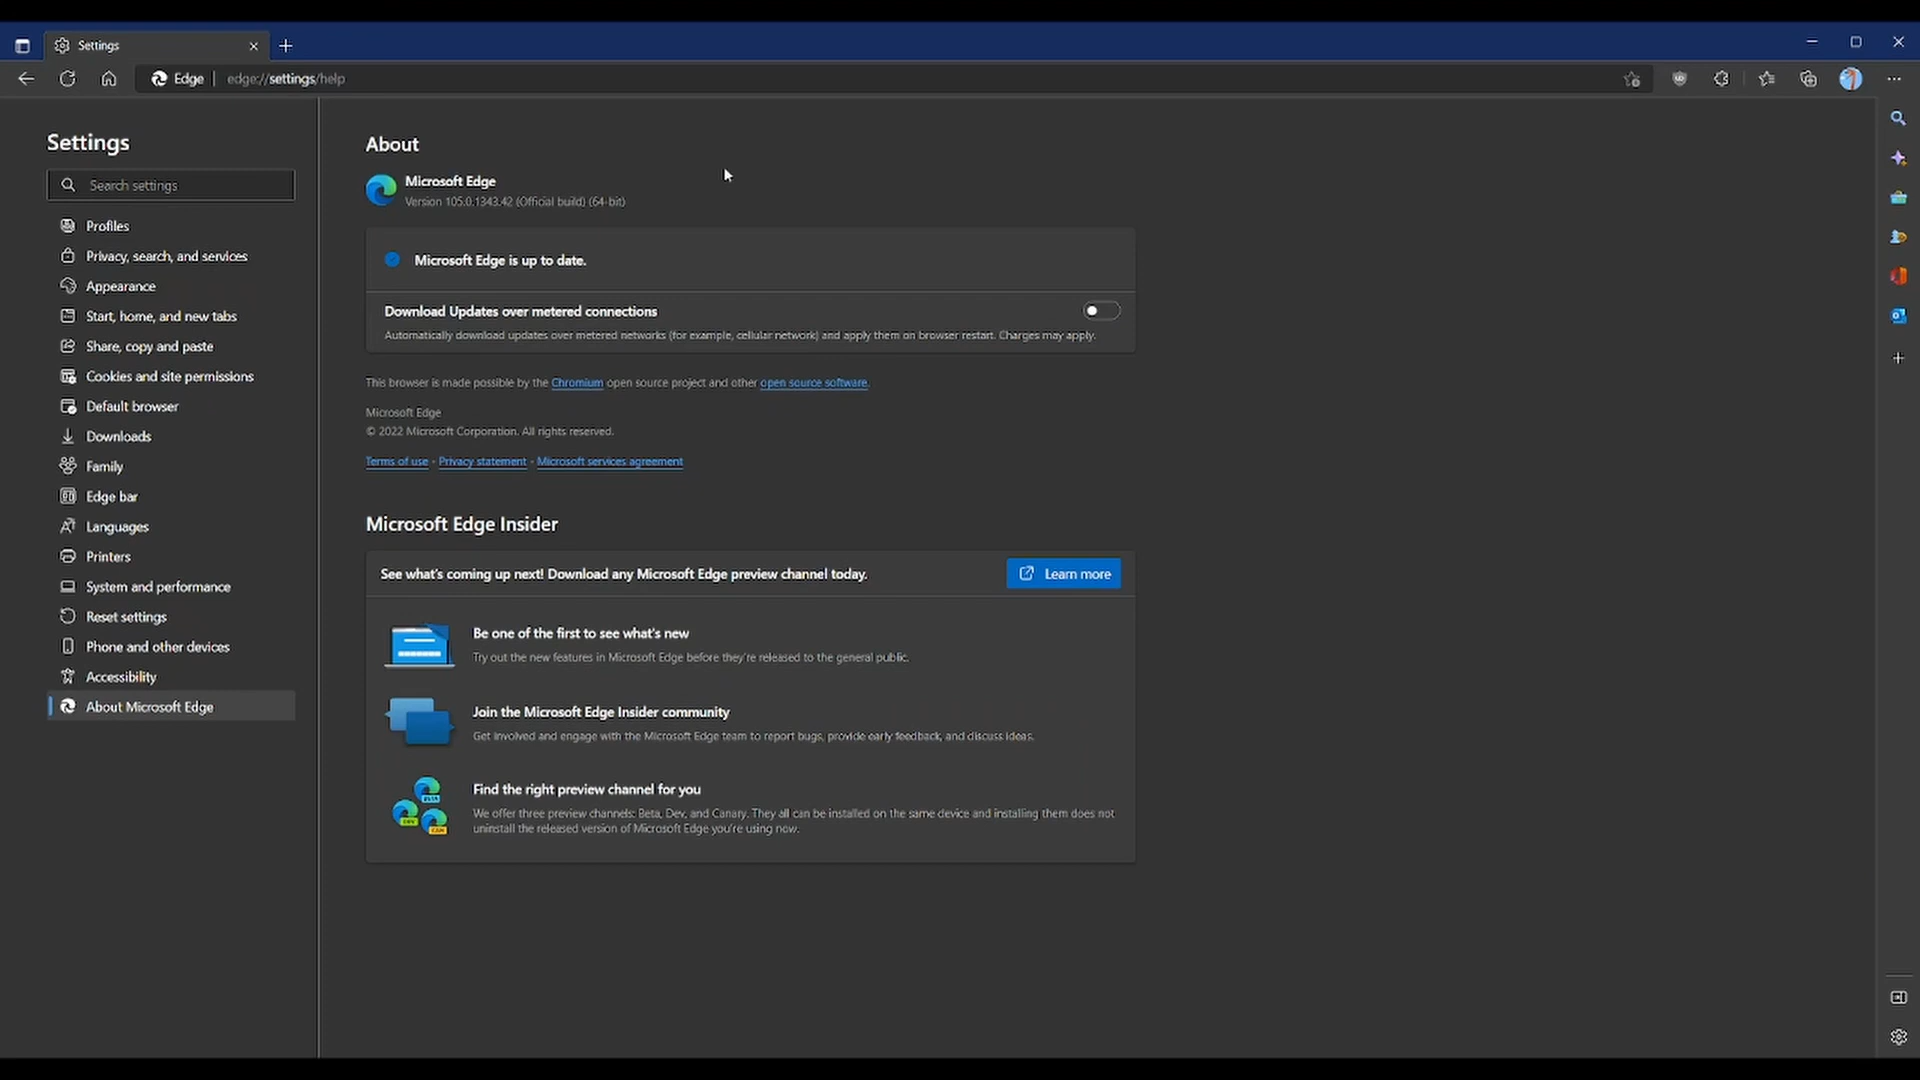 Settings
Edge
edge://settings/help
Settings
Search settings
Profiles
Privacy, search, and services
Appearance
Start, home, and new tabs
Share, copy and paste
Cookies and site permissions
Default browser
Downloads
Family
Edge bar
Languages
Printers
System and performance
Reset settings
Phone and other devices
Accessibility
About Microsoft Edge
About
Microsoft Edge
Version 105.0.1343.42 (Official build) (64-bit)
Microsoft Edge is up to date.
Download Updates over metered connections
Automatically download updates over metered networks (for example, cellular network) and apply them on browser restart. Charges may apply.
This browser is made possible by the Chromium open source project and other open source software.
Microsoft Edge
© 2022 Microsoft Corporation. All rights reserved.
Terms of use - Privacy statement - Microsoft services agreement
Microsoft Edge Insider
See what's coming up next! Download any Microsoft Edge preview channel today.
Learn more
Be one of the first to see what's new
Try out the new features in Microsoft Edge before they're released to the general public.
Join the Microsoft Edge Insider community
Get involved and engage with the Microsoft Edge team to report bugs, provide early feedback, and discuss ideas.
BETA
DEV
CAN
Find the right preview channel for you
We offer three preview channels: Beta, Dev, and Canary. They all can be installed on the same device and installing them does not
uninstall the released version of Microsoft Edge you're using now.